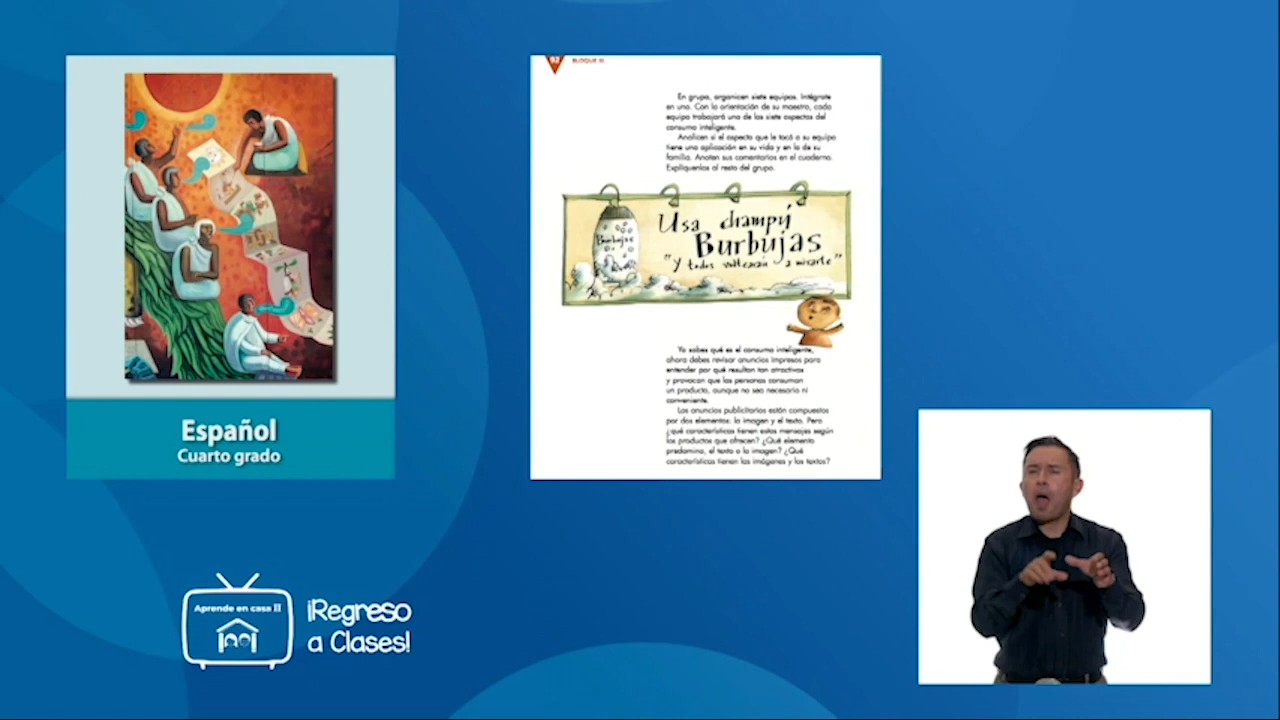 Español
Cuarto grado
92
BLOQUE III
En grupo, organicen siete equipos. Intégrate
en uno. Con la orientación de su maestro, cada
equipo trabajará uno de los siete aspectos del
consumo inteligente.
Analicen si el aspecto que le tocó a su equipo
tiene una aplicación en su vida y en la de su
familia. Anoten sus comentarios en el cuaderno.
Explíquenlos al resto del grupo.
Burbujas
Usa champú
Burbujas
"Y todos voltearán a mirarte"
Ya sabes qué es el consumo inteligente,
ahora debes revisar anuncios impresos para
entender por qué resultan tan atractivos
y provocan que las personas consuman
un producto, aunque no sea necesario ni
conveniente.
Los anuncios publicitarios están compuestos
por dos elementos: la imagen y el texto. Pero
¿qué características tienen estos mensajes según
los productos que ofrecen? ¿Qué elemento
predomina, el texto o la imagen? ¿Qué
características tienen las imágenes y los textos?
Aprende en casa II
¡Regreso
a Clases!